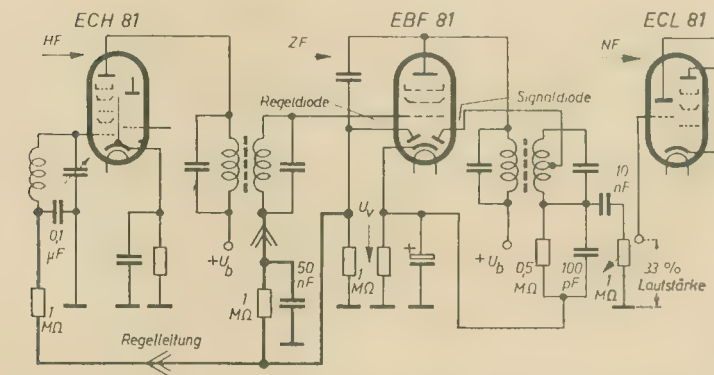 ECH 81
EBF 81
ECL 81
HF
ZF
NF
Regeldiode
Signaldiode
0,1
µF
+U_b
U_v
+
10
nF
+U_b
50
nF
1
MΩ
1
MΩ
0,5
MΩ
100
pF
1
MΩ
33 %
Lautstärke
1
MΩ
Regelleitung